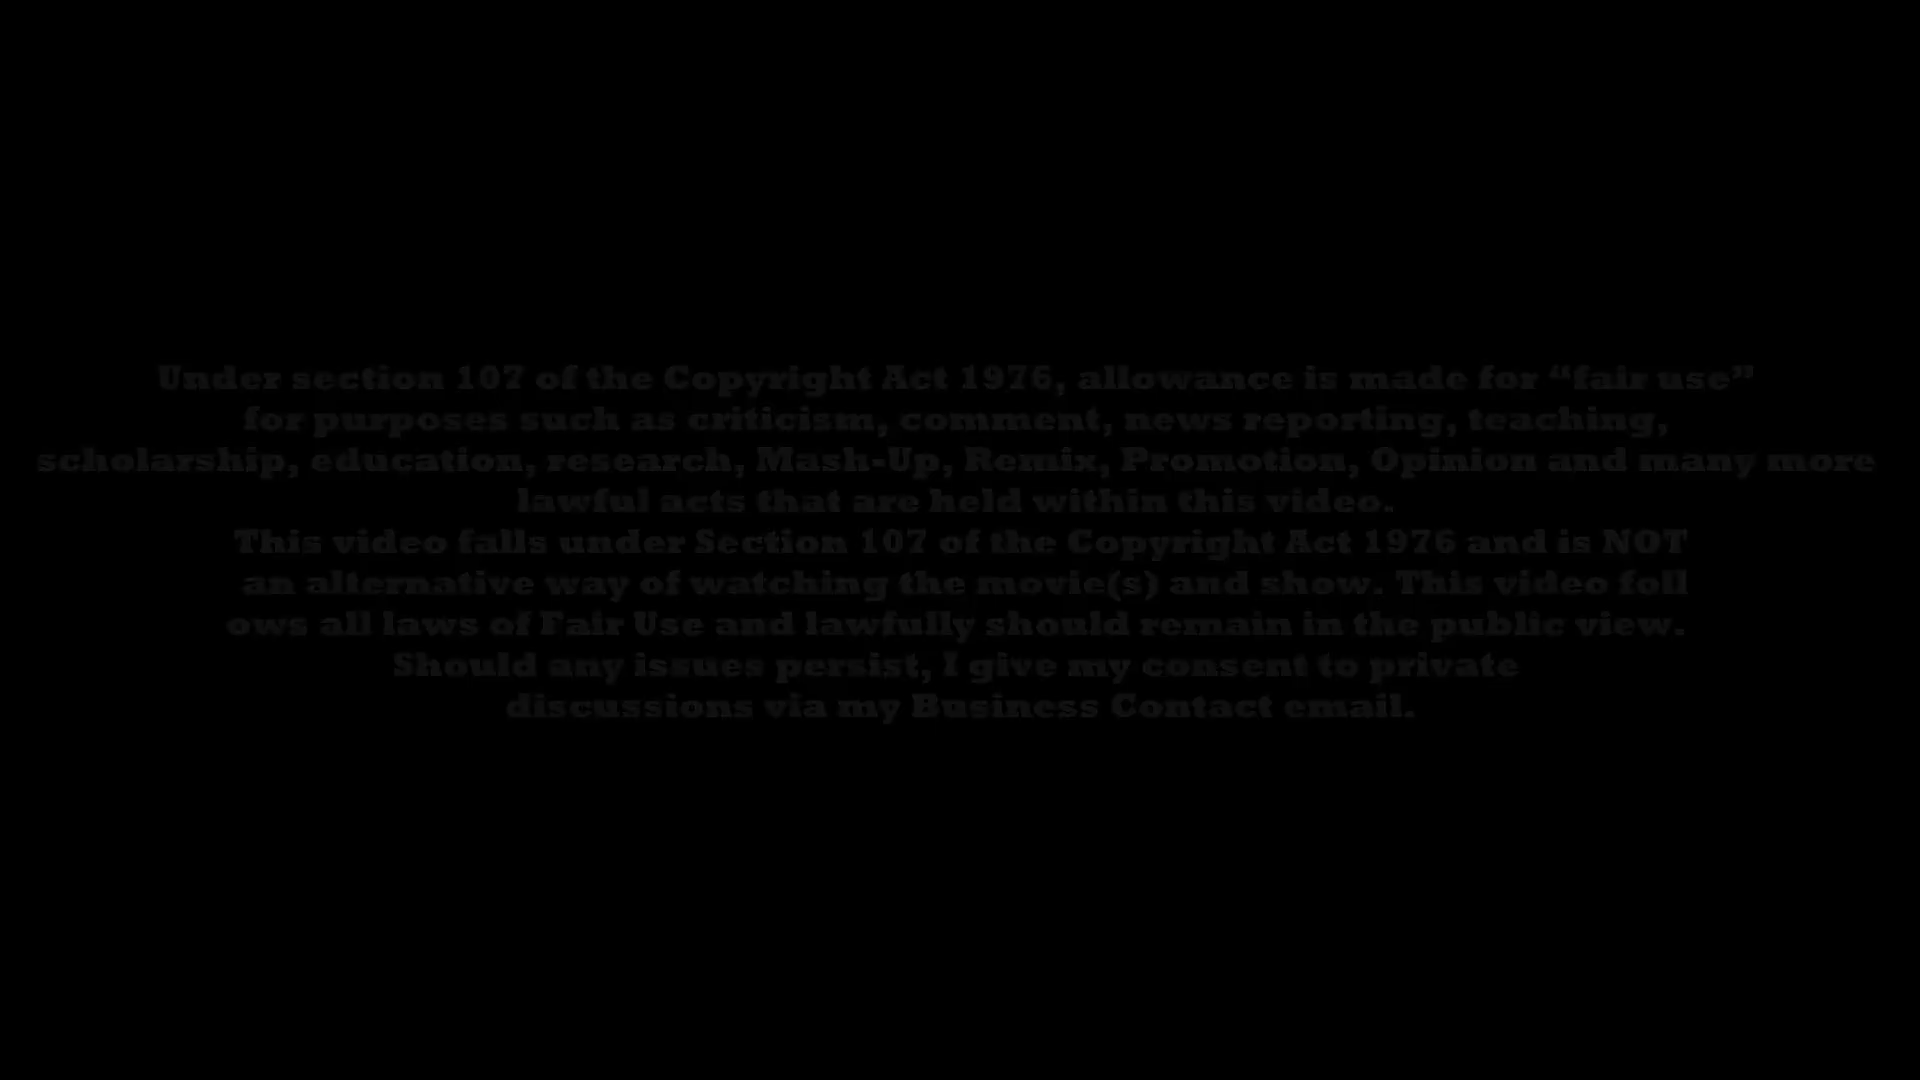 Under section 107 of the Copyright Act 1976, allowance is made for “fair use”
for purposes such as criticism, comment, news reporting, teaching,
scholarship, education, research, Mash-Up, Remix, Promotion, Opinion and many more
lawful acts that are held within this video.
This video falls under Section 107 of the Copyright Act 1976 and is NOT
an alternative way of watching the movie(s) and show. This video foll
ows all laws of Fair Use and lawfully should remain in the public view.
Should any issues persist, I give my consent to private
discussions via my Business Contact email.